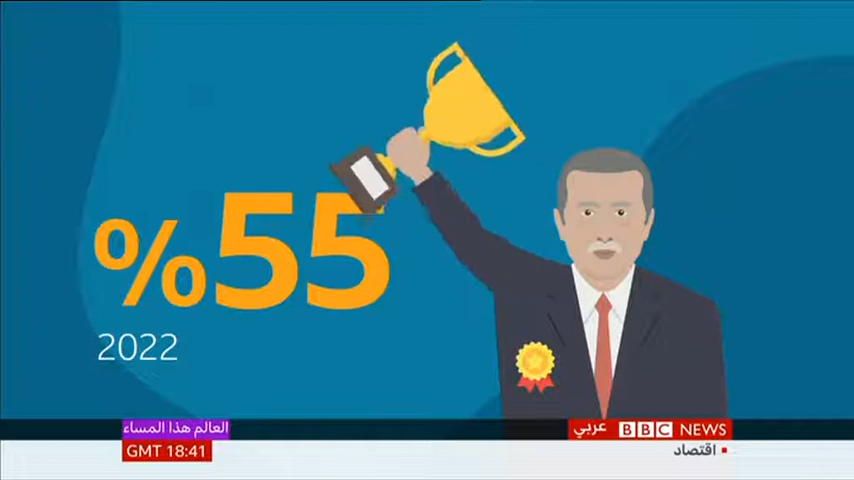 %55
2022
العالم هذا المساء
عربي BBC NEWS
GMT 18:41
اقتصاد